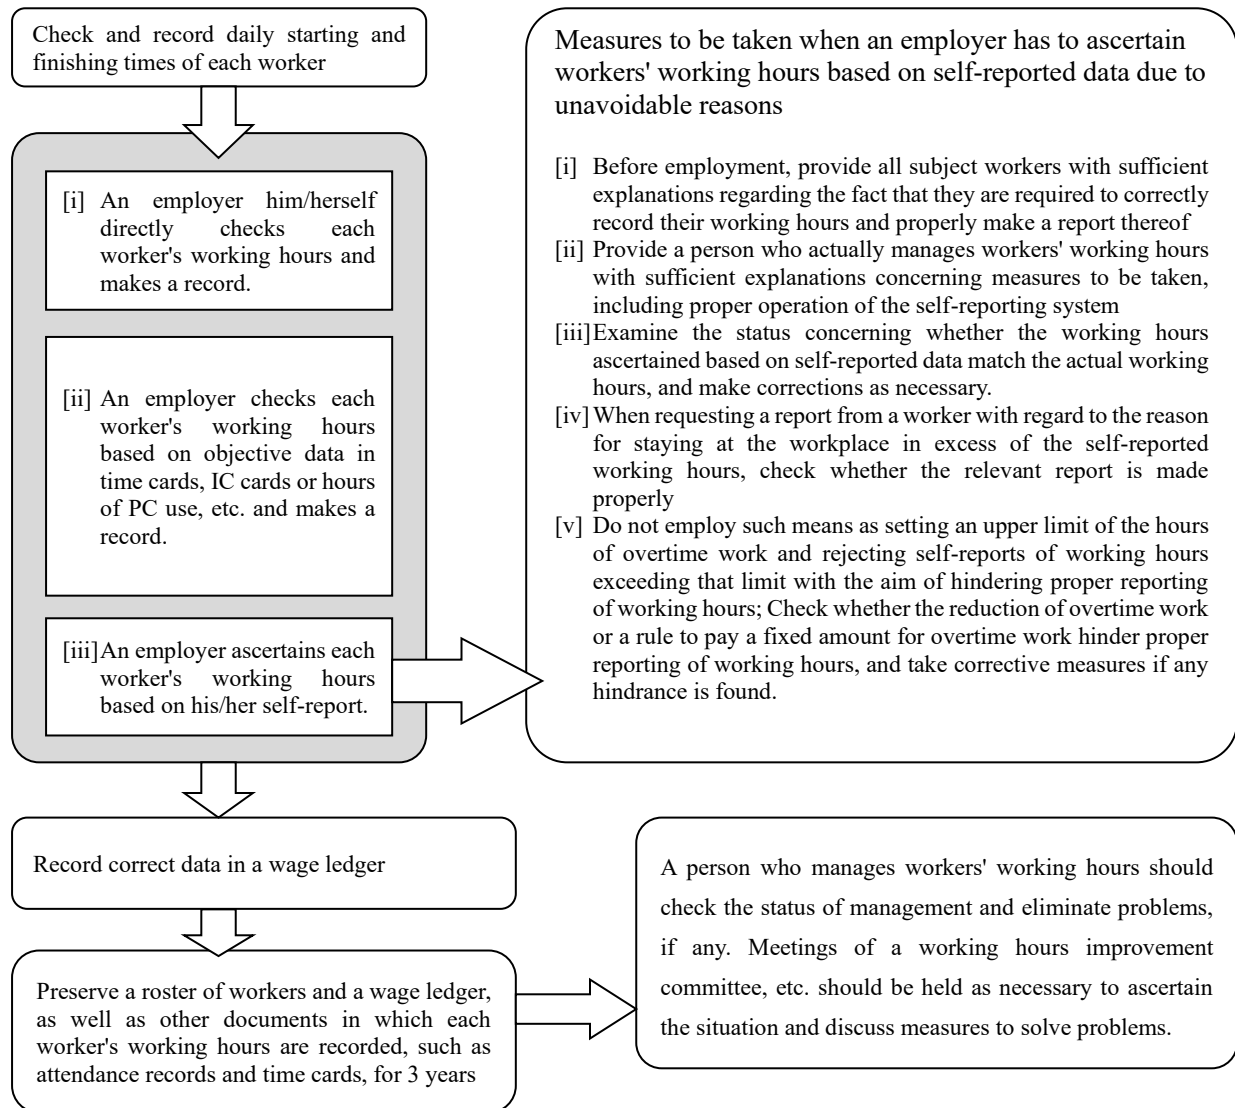 Check and record daily starting and
finishing times of each worker
[i] An employer him/herself
directly checks each
worker's working hours and
makes a record.
[ii] An employer checks each
worker's working hours
based on objective data in
time cards, IC cards or hours
of PC use, etc. and makes a
record.
[iii] An employer ascertains each
worker's working hours
based on his/her self-report.
Measures to be taken when an employer has to ascertain
workers' working hours based on self-reported data due to
unavoidable reasons
[i] Before employment, provide all subject workers with sufficient
explanations regarding the fact that they are required to correctly
record their working hours and properly make a report thereof
[ii] Provide a person who actually manages workers' working hours
with sufficient explanations concerning measures to be taken,
including proper operation of the self-reporting system
[iii] Examine the status concerning whether the working hours
ascertained based on self-reported data match the actual working
hours, and make corrections as necessary.
[iv] When requesting a report from a worker with regard to the reason
for staying at the workplace in excess of the self-reported
working hours, check whether the relevant report is made
properly
[v] Do not employ such means as setting an upper limit of the hours
of overtime work and rejecting self-reports of working hours
exceeding that limit with the aim of hindering proper reporting
of working hours; Check whether the reduction of overtime work
or a rule to pay a fixed amount for overtime work hinder proper
reporting of working hours, and take corrective measures if any
hindrance is found.
Record correct data in a wage ledger
Preserve a roster of workers and a wage ledger,
as well as other documents in which each
worker's working hours are recorded, such as
attendance records and time cards, for 3 years
A person who manages workers' working hours should
check the status of management and eliminate problems,
if any. Meetings of a working hours improvement
committee, etc. should be held as necessary to ascertain
the situation and discuss measures to solve problems.